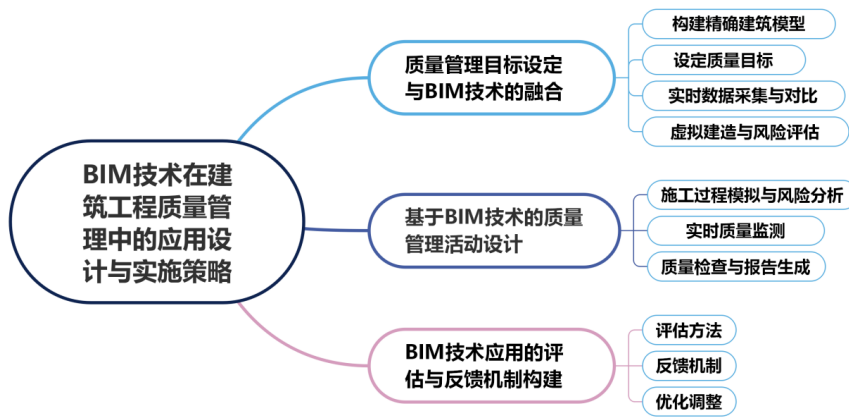 BIM技术在建
筑工程质量管
理中的应用设
计与实施策略
质量管理目标设定
与BIM技术的融合
构建精确建筑模型
设定质量目标
实时数据采集与对比
虚拟建造与风险评估
基于BIM技术的质量
管理活动设计
施工过程模拟与风险分析
实时质量监测
质量检查与报告生成
BIM技术应用的评
估与反馈机制构建
评估方法
反馈机制
优化调整